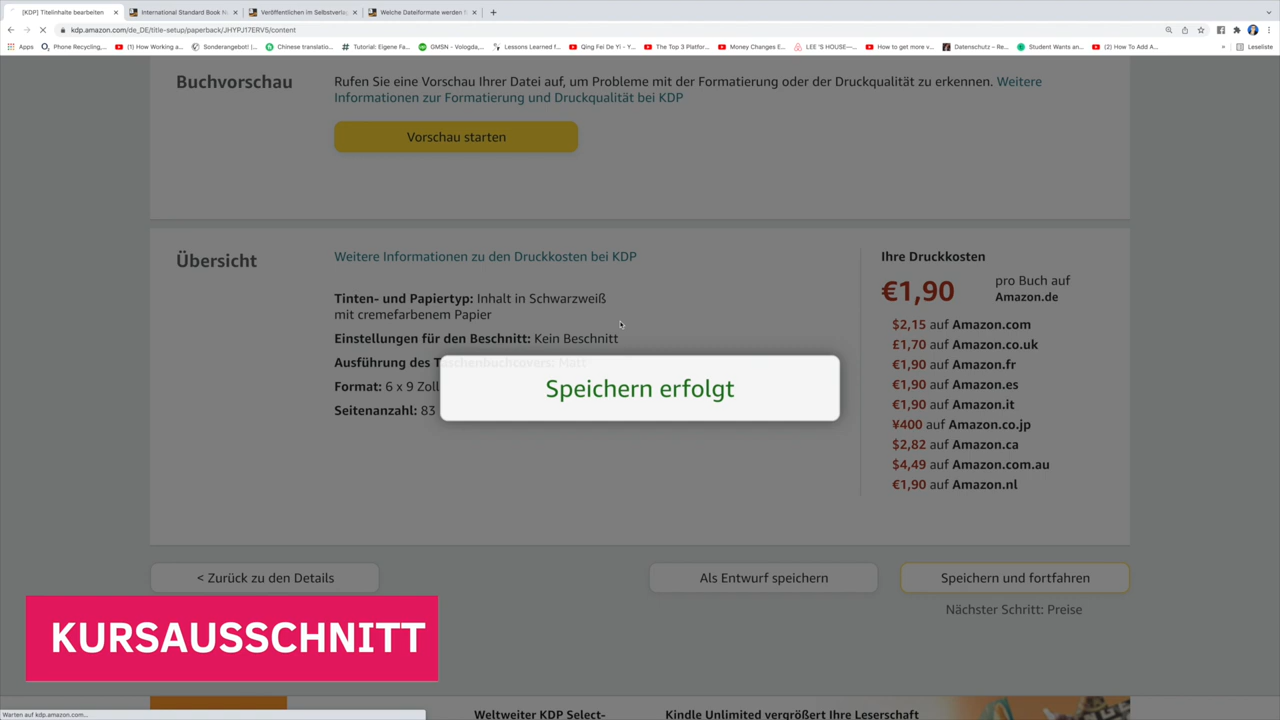 [KDP] Titelinhalte bearbeiten
International Standard Book N
Veröffentlichen im Selbstverla
Welche Dateiformate werden f
kdp.amazon.com/de_DE/title-setup/paperback/JHYPJ17ERV5/content
Apps
Phone Recycling,...
(1) How Working a...
Sonderangebot! |...
Chinese translatio...
Tutorial: Eigene Fa...
GMSN - Vologda,...
Lessons Learned f...
Qing Fei De Yi - Y...
The Top 3 Platfor...
Money Changes E...
LEE 'S HOUSE—...
How to get more v...
Datenschutz – Re...
Student Wants an...
(2) How To Add A...
»
Leseliste
Buchvorschau
Rufen Sie eine Vorschau Ihrer Datei auf, um Probleme mit der Formatierung oder der Druckqualität zu erkennen. Weitere
Informationen zur Formatierung und Druckqualität bei KDP
Vorschau starten
Übersicht
Weitere Informationen zu den Druckkosten bei KDP
Tinten- und Papiertyp: Inhalt in Schwarzweiß
mit cremefarbenem Papier
Einstellungen für den Beschnitt: Kein Beschnitt
Ausführung des Taschenbuchcovers: Matt
Format: 6 x 9 Zoll
Seitenanzahl: 83
Speichern erfolgt
Ihre Druckkosten
€1,90 pro Buch auf
Amazon.de
$2,15 auf Amazon.com
£1,70 auf Amazon.co.uk
€1,90 auf Amazon.fr
€1,90 auf Amazon.es
€1,90 auf Amazon.it
¥400 auf Amazon.co.jp
$2,82 auf Amazon.ca
$4,49 auf Amazon.com.au
€1,90 auf Amazon.nl
< Zurück zu den Details
Als Entwurf speichern
Speichern und fortfahren
Nächster Schritt: Preise
KURSAUSSCHNITT
Weltweiter KDP Select-
Kindle Unlimited vergrößert Ihre Leserschaft
Warten auf kdp.amazon.com...